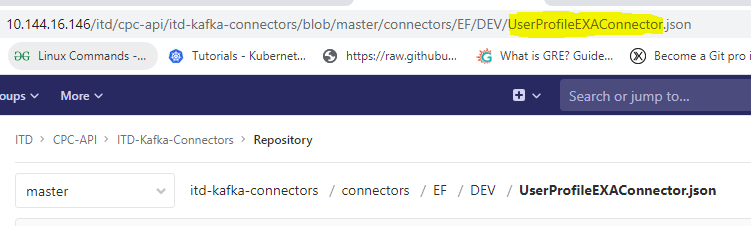 10.144.16.146/itd/cpc-api/itd-kafka-connectors/blob/master/connectors/EF/DEV/UserProfileEXAConnector.json
GG Linux Commands -... Tutorials - Kubernet... https://raw.githubu... What is GRE? Guide... Become a Git pro i
oups More Search or jump to...
ITD > CPC-API > ITD-Kafka-Connectors > Repository
master itd-kafka-connectors / connectors / EF / DEV / UserProfileEXAConnector.json